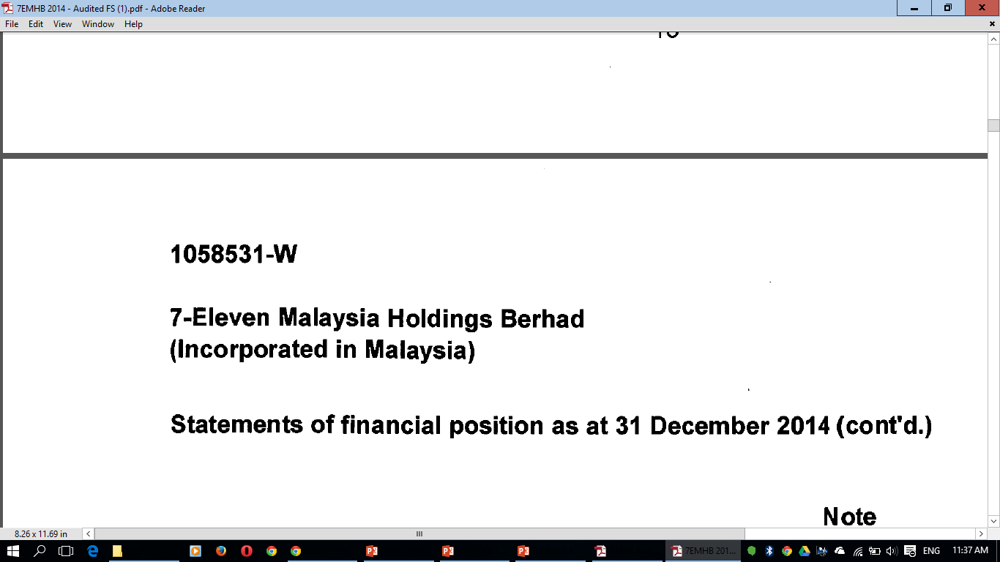 7EMHB 2014 - Audited FS (1).pdf - Adobe Reader
File Edit View Window Help
1058531-W
7-Eleven Malaysia Holdings Berhad
(Incorporated in Malaysia)
Statements of financial position as at 31 December 2014 (cont'd.)
Note
8.26 x 11.69 in
7EMHB 201... ENG 11:37 AM